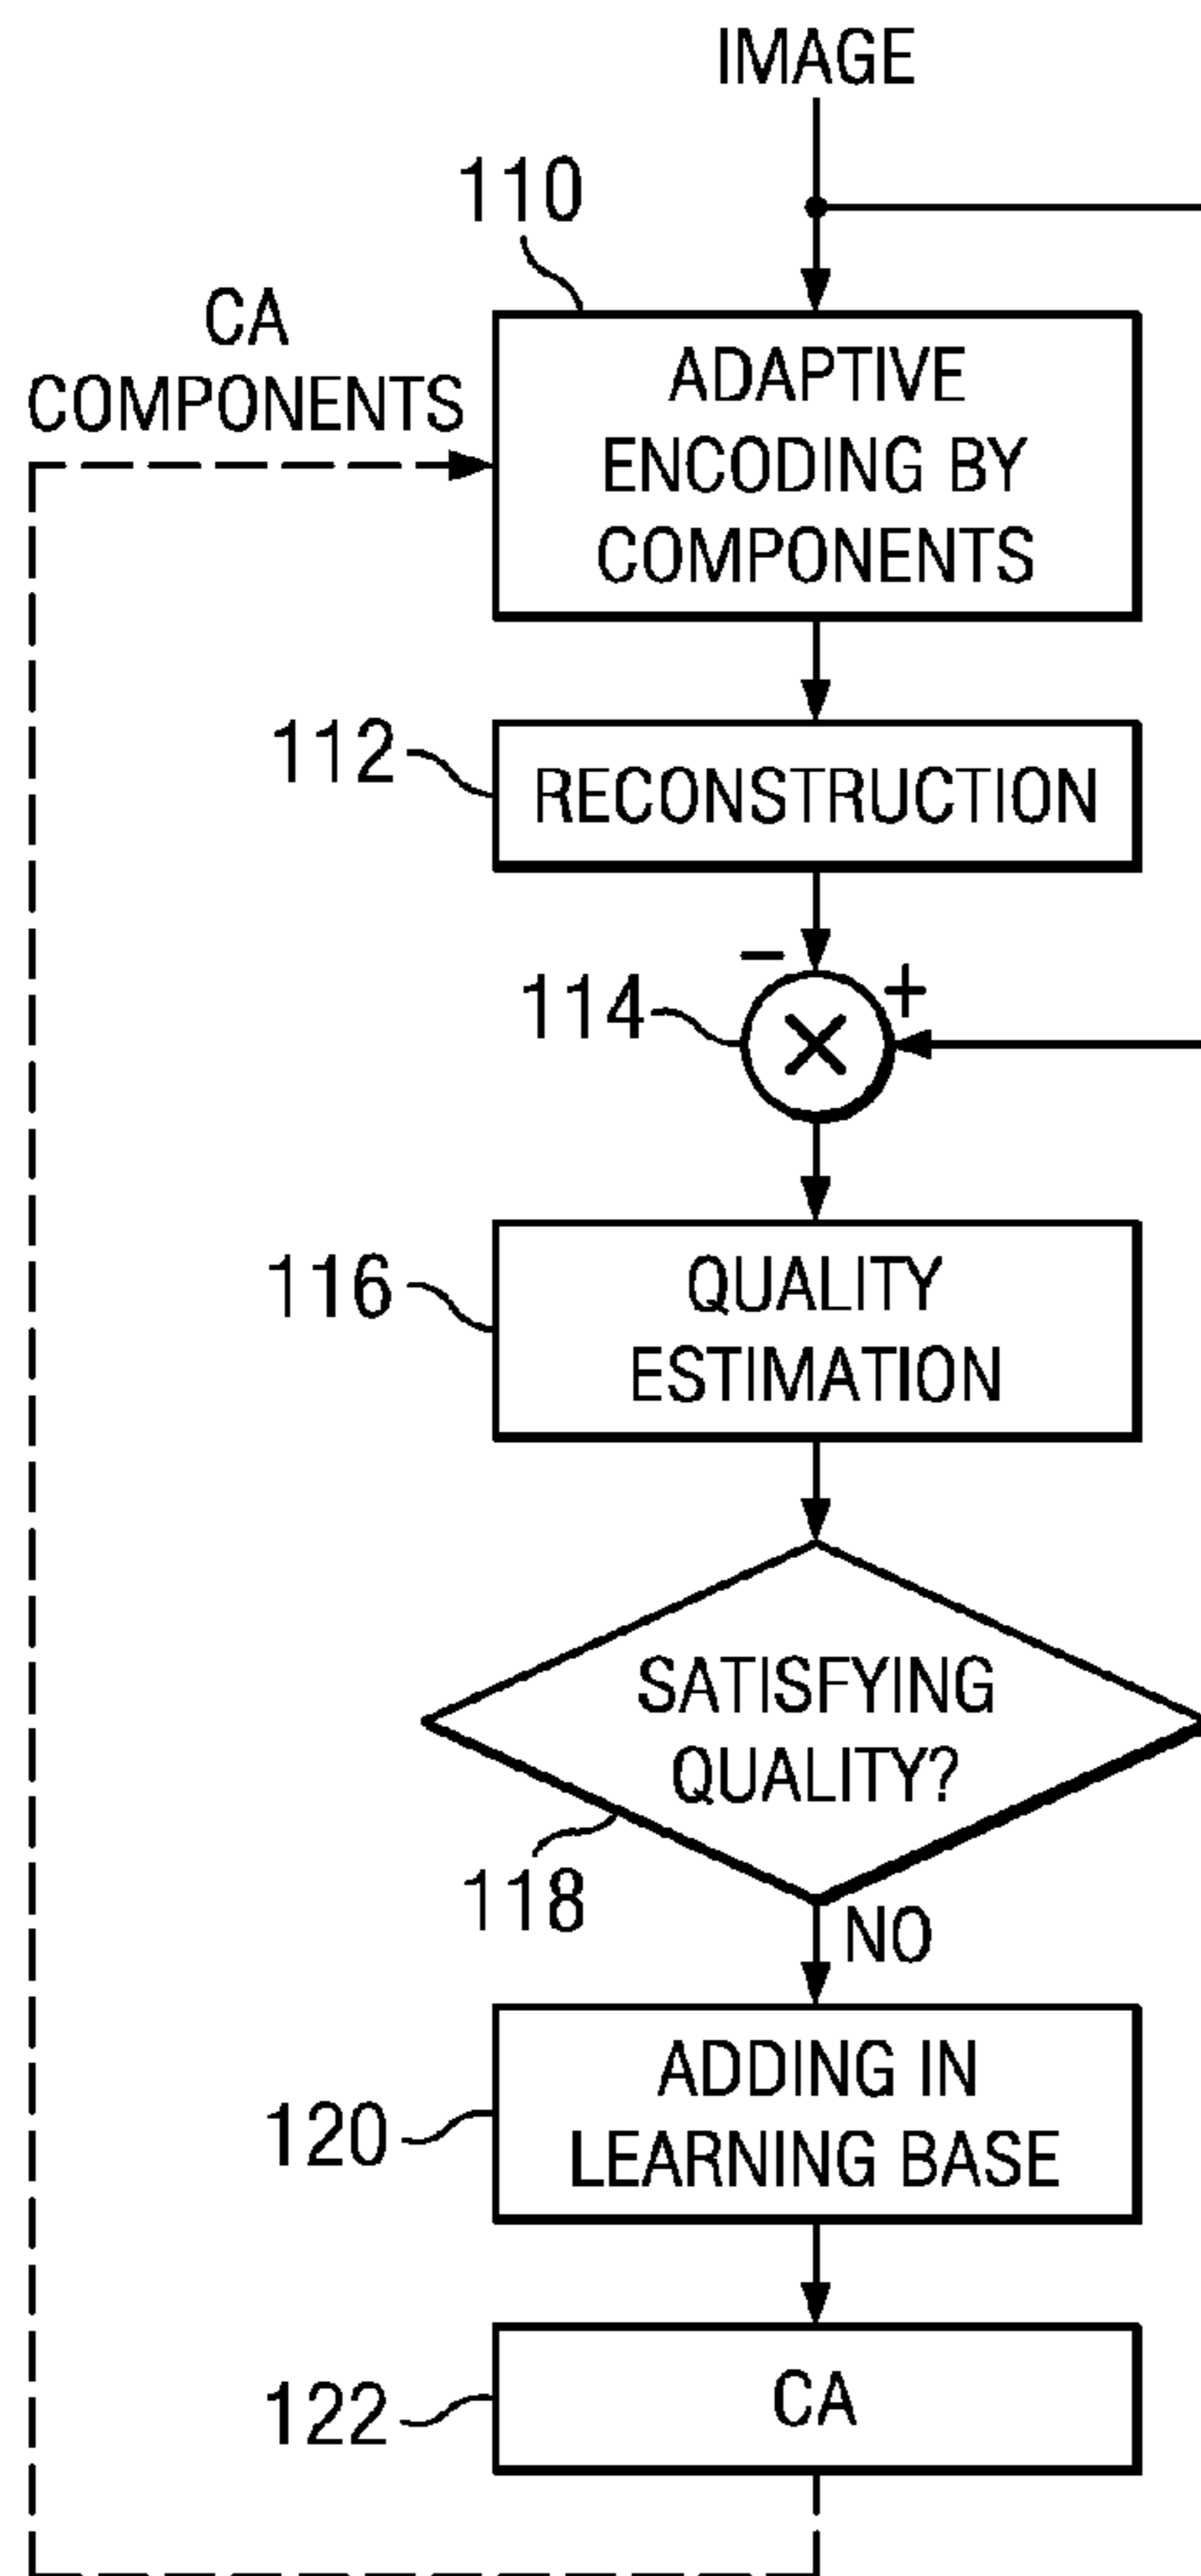 IMAGE
110
CA
COMPONENTS
ADAPTIVE
ENCODING BY
COMPONENTS
112
RECONSTRUCTION
−
+
114
116
QUALITY
ESTIMATION
SATISFYING
QUALITY?
118
NO
ADDING IN
LEARNING BASE
120
CA
122